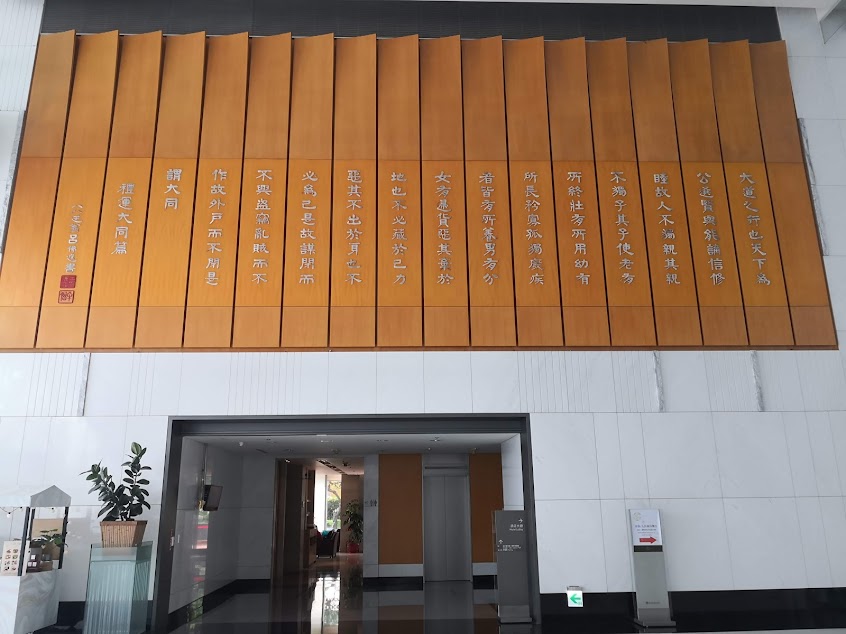 大道之行也天下為
公選賢與能講信修
睦故人不獨親其親
不獨子其子使老有
所終壯有所用幼有
所長矜寡孤獨廢疾
者皆有所養男有分
女有歸貨惡其棄於
地也不必藏於己力
惡其不出於身也不
必為己是故謀閉而
不興盜竊亂賊而不
作故外戶而不閉是
謂大同
禮運大同篇